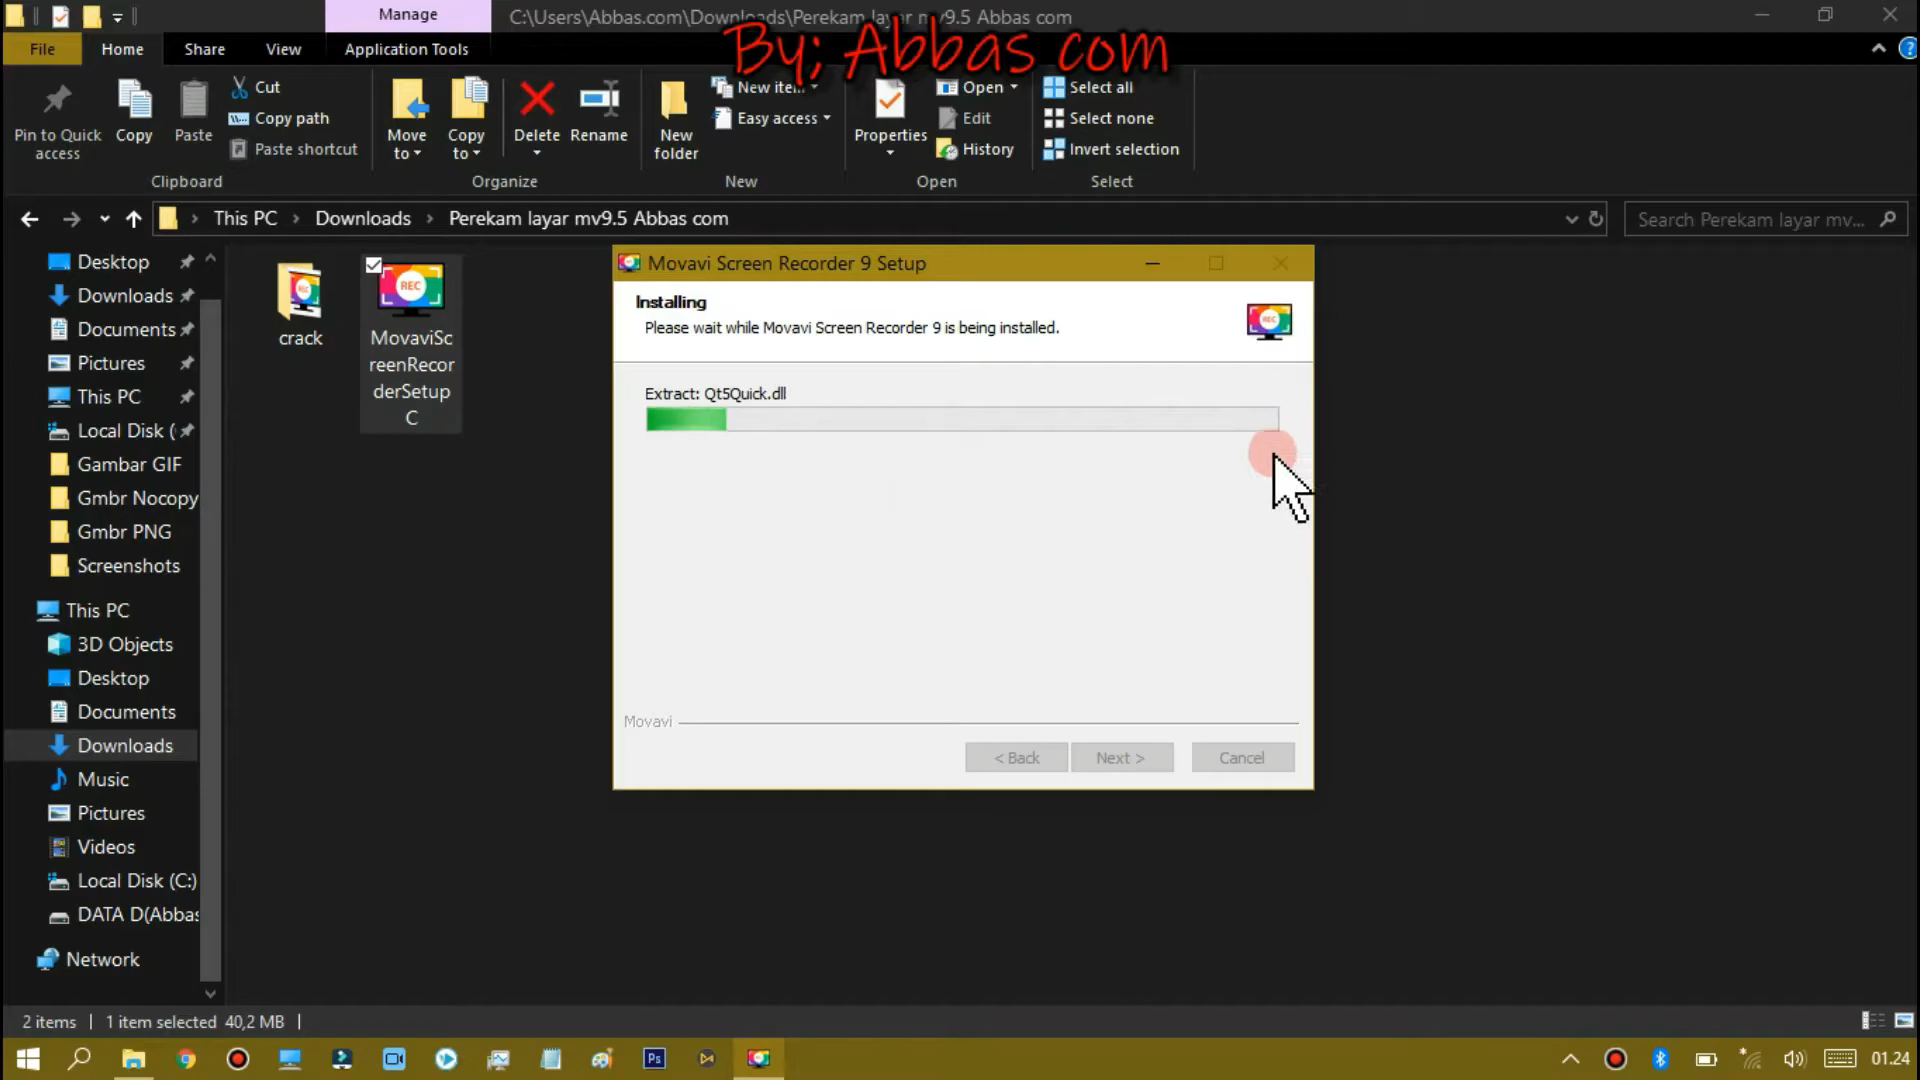 Manage
C:\Users\Abbas.com\Downloads\Perekam layar mv9.5 Abbas com
By; Abbas com
File
Home
Share
View
Application Tools
Pin to Quick
access
Copy
Paste
Cut
Copy path
Paste shortcut
Clipboard
Move
to
Copy
to
Delete
Rename
Organize
New
folder
New item
Easy access
New
Properties
Open
Edit
History
Open
Select all
Select none
Invert selection
Select
This PC > Downloads > Perekam layar mv9.5 Abbas com
Search Perekam layar mv...
Desktop
Downloads
Documents
Pictures
This PC
Local Disk (
Gambar GIF
Gmbr Nocopy
Gmbr PNG
Screenshots
This PC
3D Objects
Desktop
Documents
Downloads
Music
Pictures
Videos
Local Disk (C:)
DATA D(Abbas
Network
crack
REC
MovaviSc
reenRecor
derSetup
C
Movavi Screen Recorder 9 Setup
Installing
Please wait while Movavi Screen Recorder 9 is being installed.
REC
Extract: Qt5Quick.dll
Movavi
< Back
Next >
Cancel
2 items
1 item selected 40,2 MB
Ps
01.24